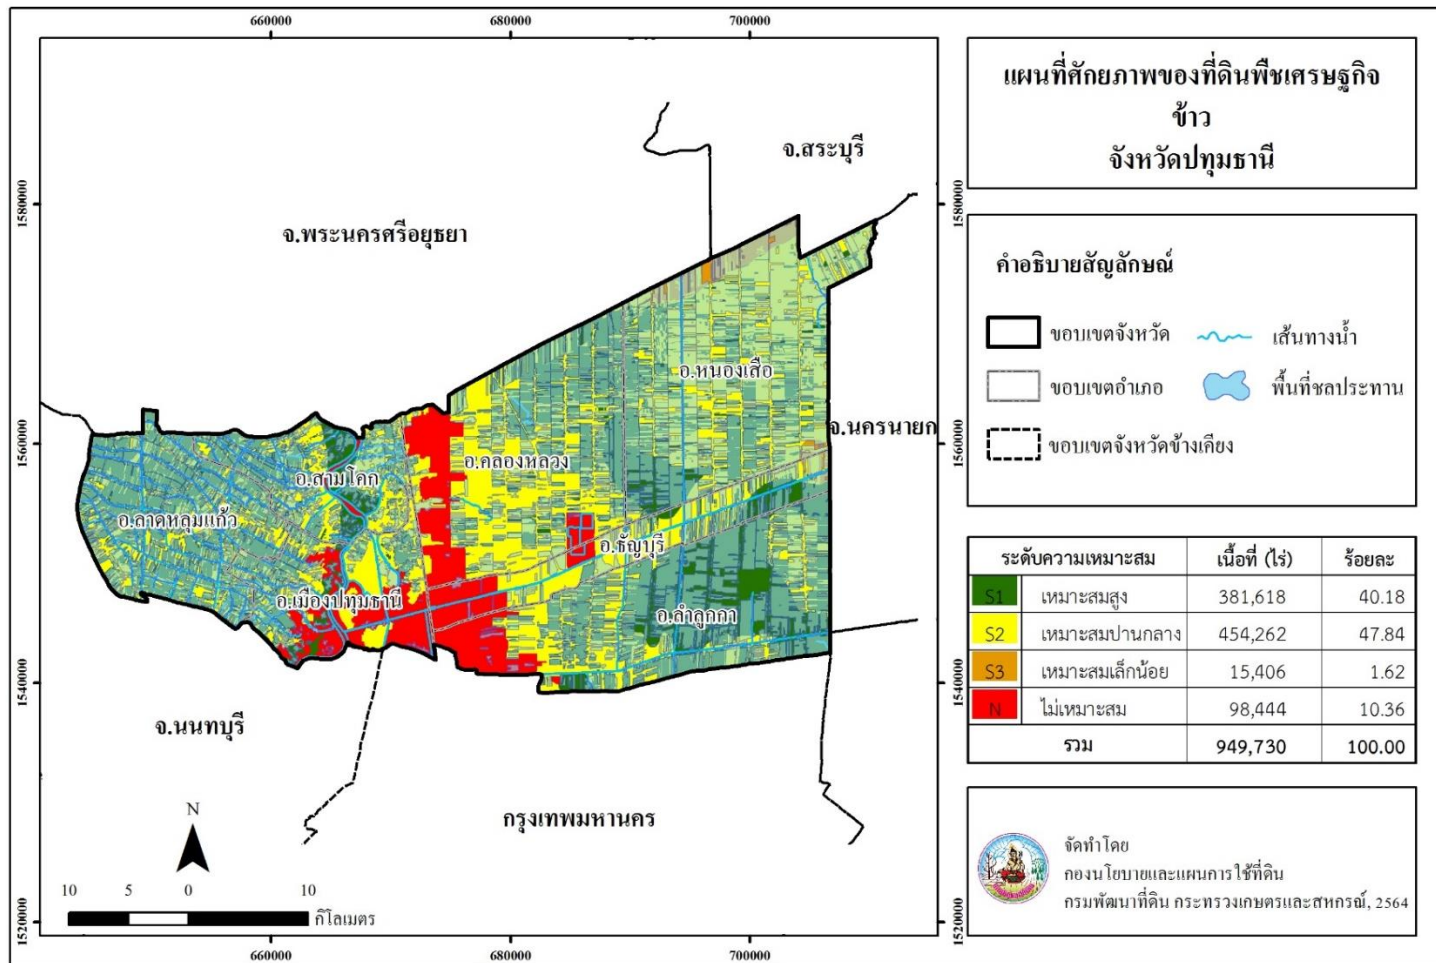 660000
680000
700000
แผนที่ศักยภาพของที่ดินพืชเศรษฐกิจ
ข้าว
จังหวัดปทุมธานี
จ.สระบุรี
1580000
1580000
จ.พระนครศรีอยุธยา
คำอธิบายสัญลักษณ์
ขอบเขตจังหวัด
เส้นทางน้ำ
ขอบเขตอำเภอ
พื้นที่ชลประทาน
ขอบเขตจังหวัดข้างเคียง
อ.หนองเสือ
จ.นครนายก
1560000
1560000
อ.คลองหลวง
อ.สามโคก
อ.ลาดหลุมแก้ว
อ.ธัญบุรี
อ.เมืองปทุมธานี
อ.ลำลูกกา
ระดับความเหมาะสม เนื้อที่ (ไร่) ร้อยละ
S1 เหมาะสมสูง 381,618 40.18
S2 เหมาะสมปานกลาง 454,262 47.84
S3 เหมาะสมเล็กน้อย 15,406 1.62
N ไม่เหมาะสม 98,444 10.36
รวม 949,730 100.00
1540000
1540000
จ.นนทบุรี
กรุงเทพมหานคร
N
10 5 0 10
กิโลเมตร
จัดทำโดย
กองนโยบายและแผนการใช้ที่ดิน
กรมพัฒนาที่ดิน กระทรวงเกษตรและสหกรณ์, 2564
1520000
1520000
660000
680000
700000